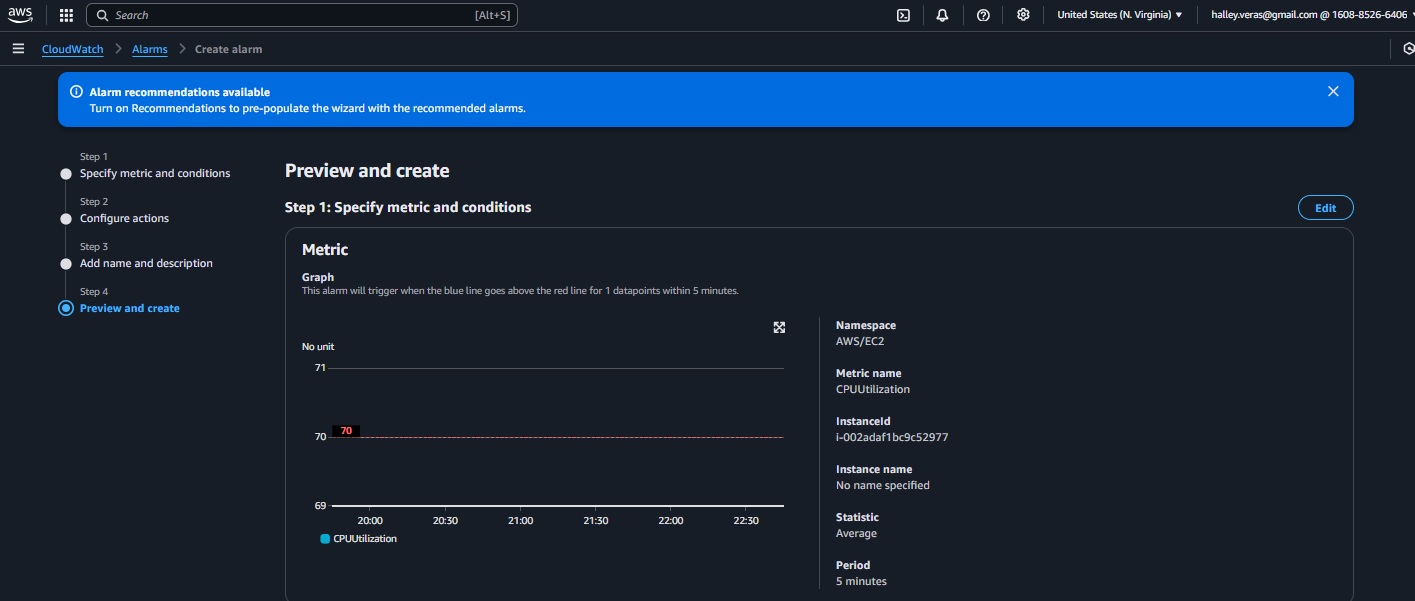 aws
Search [Alt+S]
United States (N. Virginia)
halley.veras@gmail.com @ 1608-8526-6406
CloudWatch
Alarms
Create alarm
Alarm recommendations available
Turn on Recommendations to pre-populate the wizard with the recommended alarms.
Step 1
Specify metric and conditions
Step 2
Configure actions
Step 3
Add name and description
Step 4
Preview and create
Preview and create
Step 1: Specify metric and conditions
Edit
Metric
Graph
This alarm will trigger when the blue line goes above the red line for 1 datapoints within 5 minutes.
No unit
71
70
70
69
20:00 20:30 21:00 21:30 22:00 22:30
CPUUtilization
Namespace
AWS/EC2
Metric name
CPUUtilization
InstanceId
i-002adaf1bc9c52977
Instance name
No name specified
Statistic
Average
Period
5 minutes